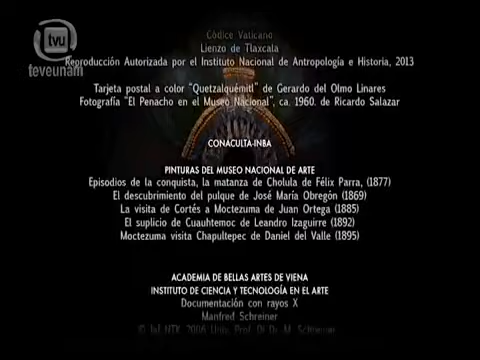 tvu
teveunam
Códice Vaticano
Lienzo de Tlaxcala
Reproducción Autorizada por el Instituto Nacional de Antropología e Historia, 2013
Tarjeta postal a color "Quetzalquémitl" de Gerardo del Olmo Linares
Fotografía "El Penacho en el Museo Nacional", ca. 1960. de Ricardo Salazar
CONACULTA-INBA
PINTURAS DEL MUSEO NACIONAL DE ARTE
Episodios de la conquista, la matanza de Cholula de Félix Parra, (1877)
El descubrimiento del pulque de José María Obregón (1869)
La visita de Cortés a Moctezuma de Juan Ortega (1885)
El suplicio de Cuauhtemoc de Leandro Izaguirre (1892)
Moctezuma visita Chapultepec de Daniel del Valle (1895)
ACADEMIA DE BELLAS ARTES DE VIENA
INSTITUTO DE CIENCIA Y TECNOLOGÍA EN EL ARTE
Documentación con rayos X
Manfred Schreiner
2006 Univ. Prof. M. Schreiner